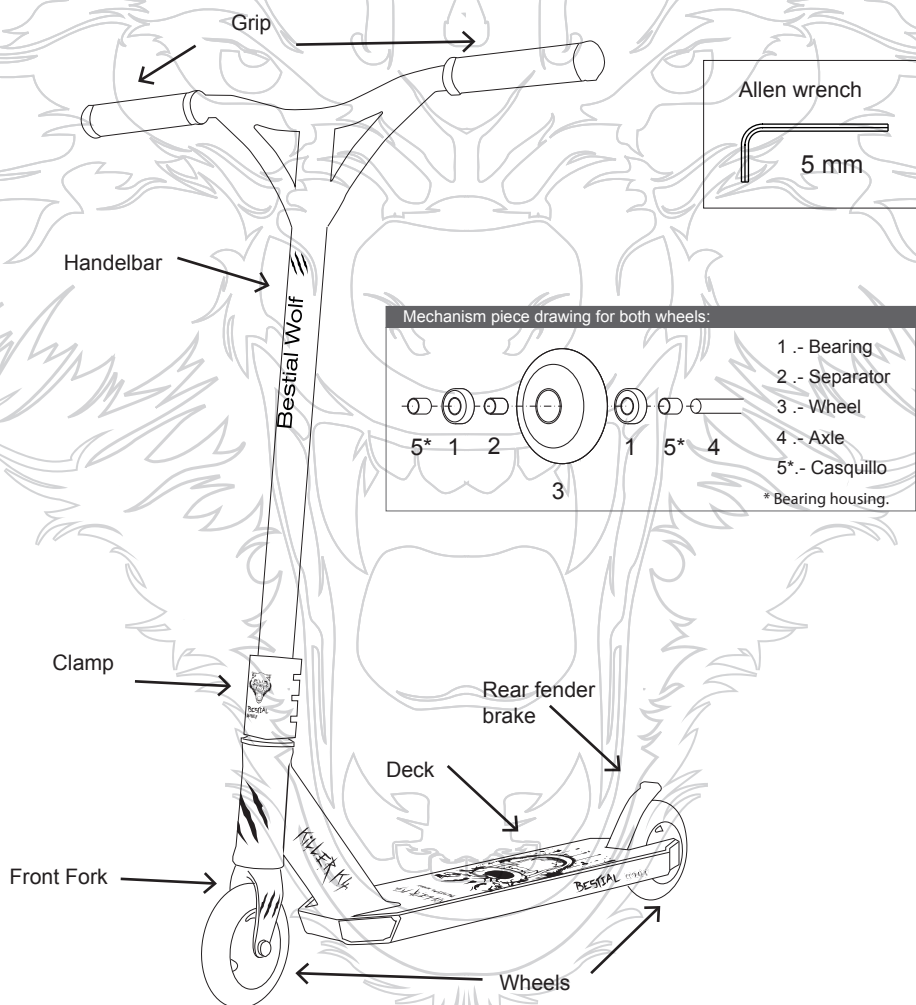 Grip
Allen wrench
5 mm
Handelbar
Bestial Wolf
Mechanism piece drawing for both wheels:
1 .- Bearing
2 .- Separator
3 .- Wheel
4 .- Axle
5*.- Casquillo
* Bearing housing.
5* 1 2 1 5* 4
3
Clamp
BESTIAL
Rear fender
brake
Deck
KILLER K4
BESTIAL
Front Fork
Wheels